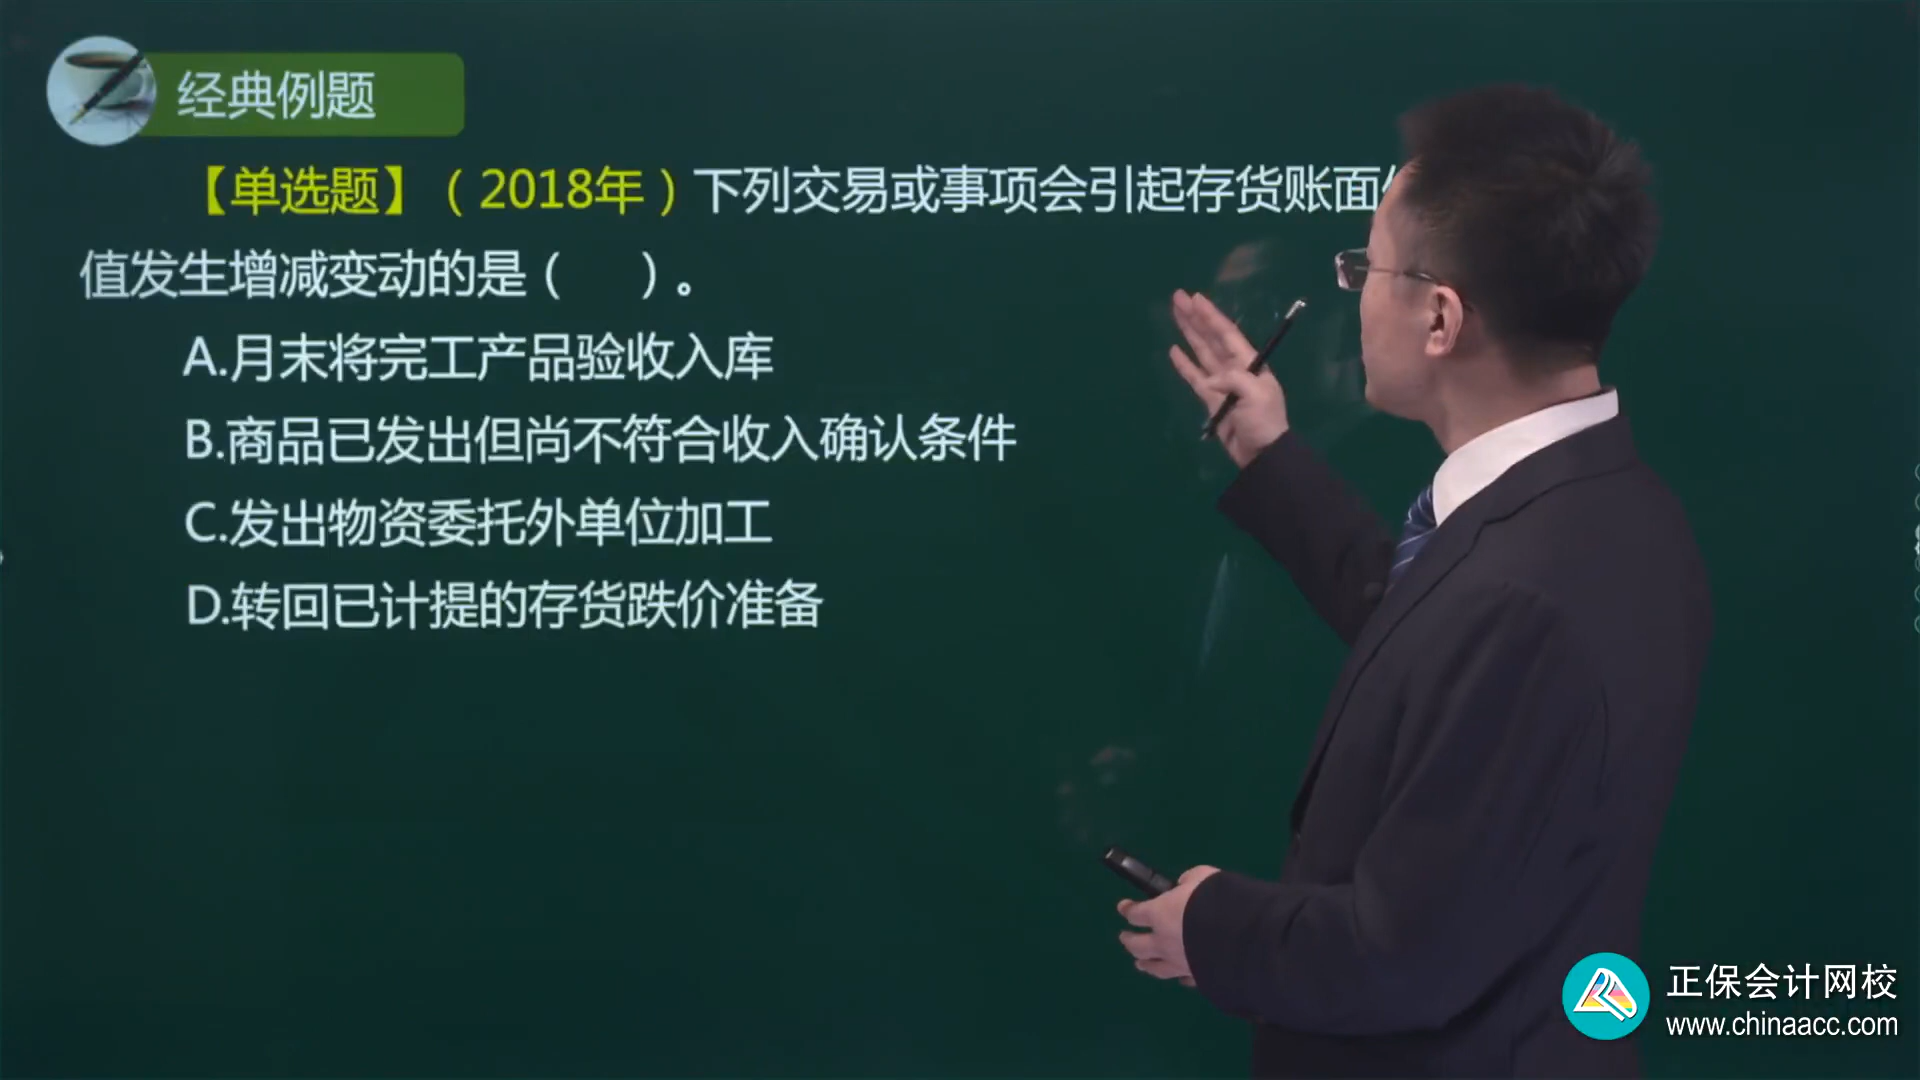 经典例题
【单选题】（2018年）下列交易或事项会引起存货账面
值发生增减变动的是（ ）。
A.月末将完工产品验收入库
B.商品已发出但尚不符合收入确认条件
C.发出物资委托外单位加工
D.转回已计提的存货跌价准备
正保会计网校
www.chinaacc.com